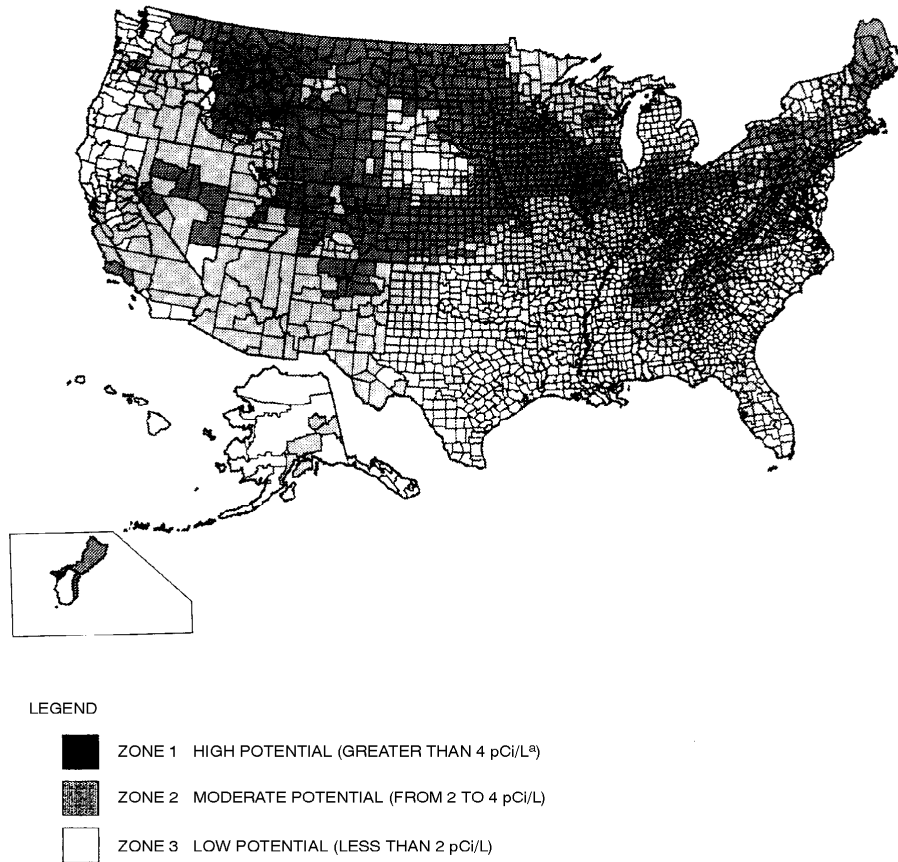 LEGEND
ZONE 1 HIGH POTENTIAL (GREATER THAN 4 pCi/Lᵃ)
ZONE 2 MODERATE POTENTIAL (FROM 2 TO 4 pCi/L)
ZONE 3 LOW POTENTIAL (LESS THAN 2 pCi/L)